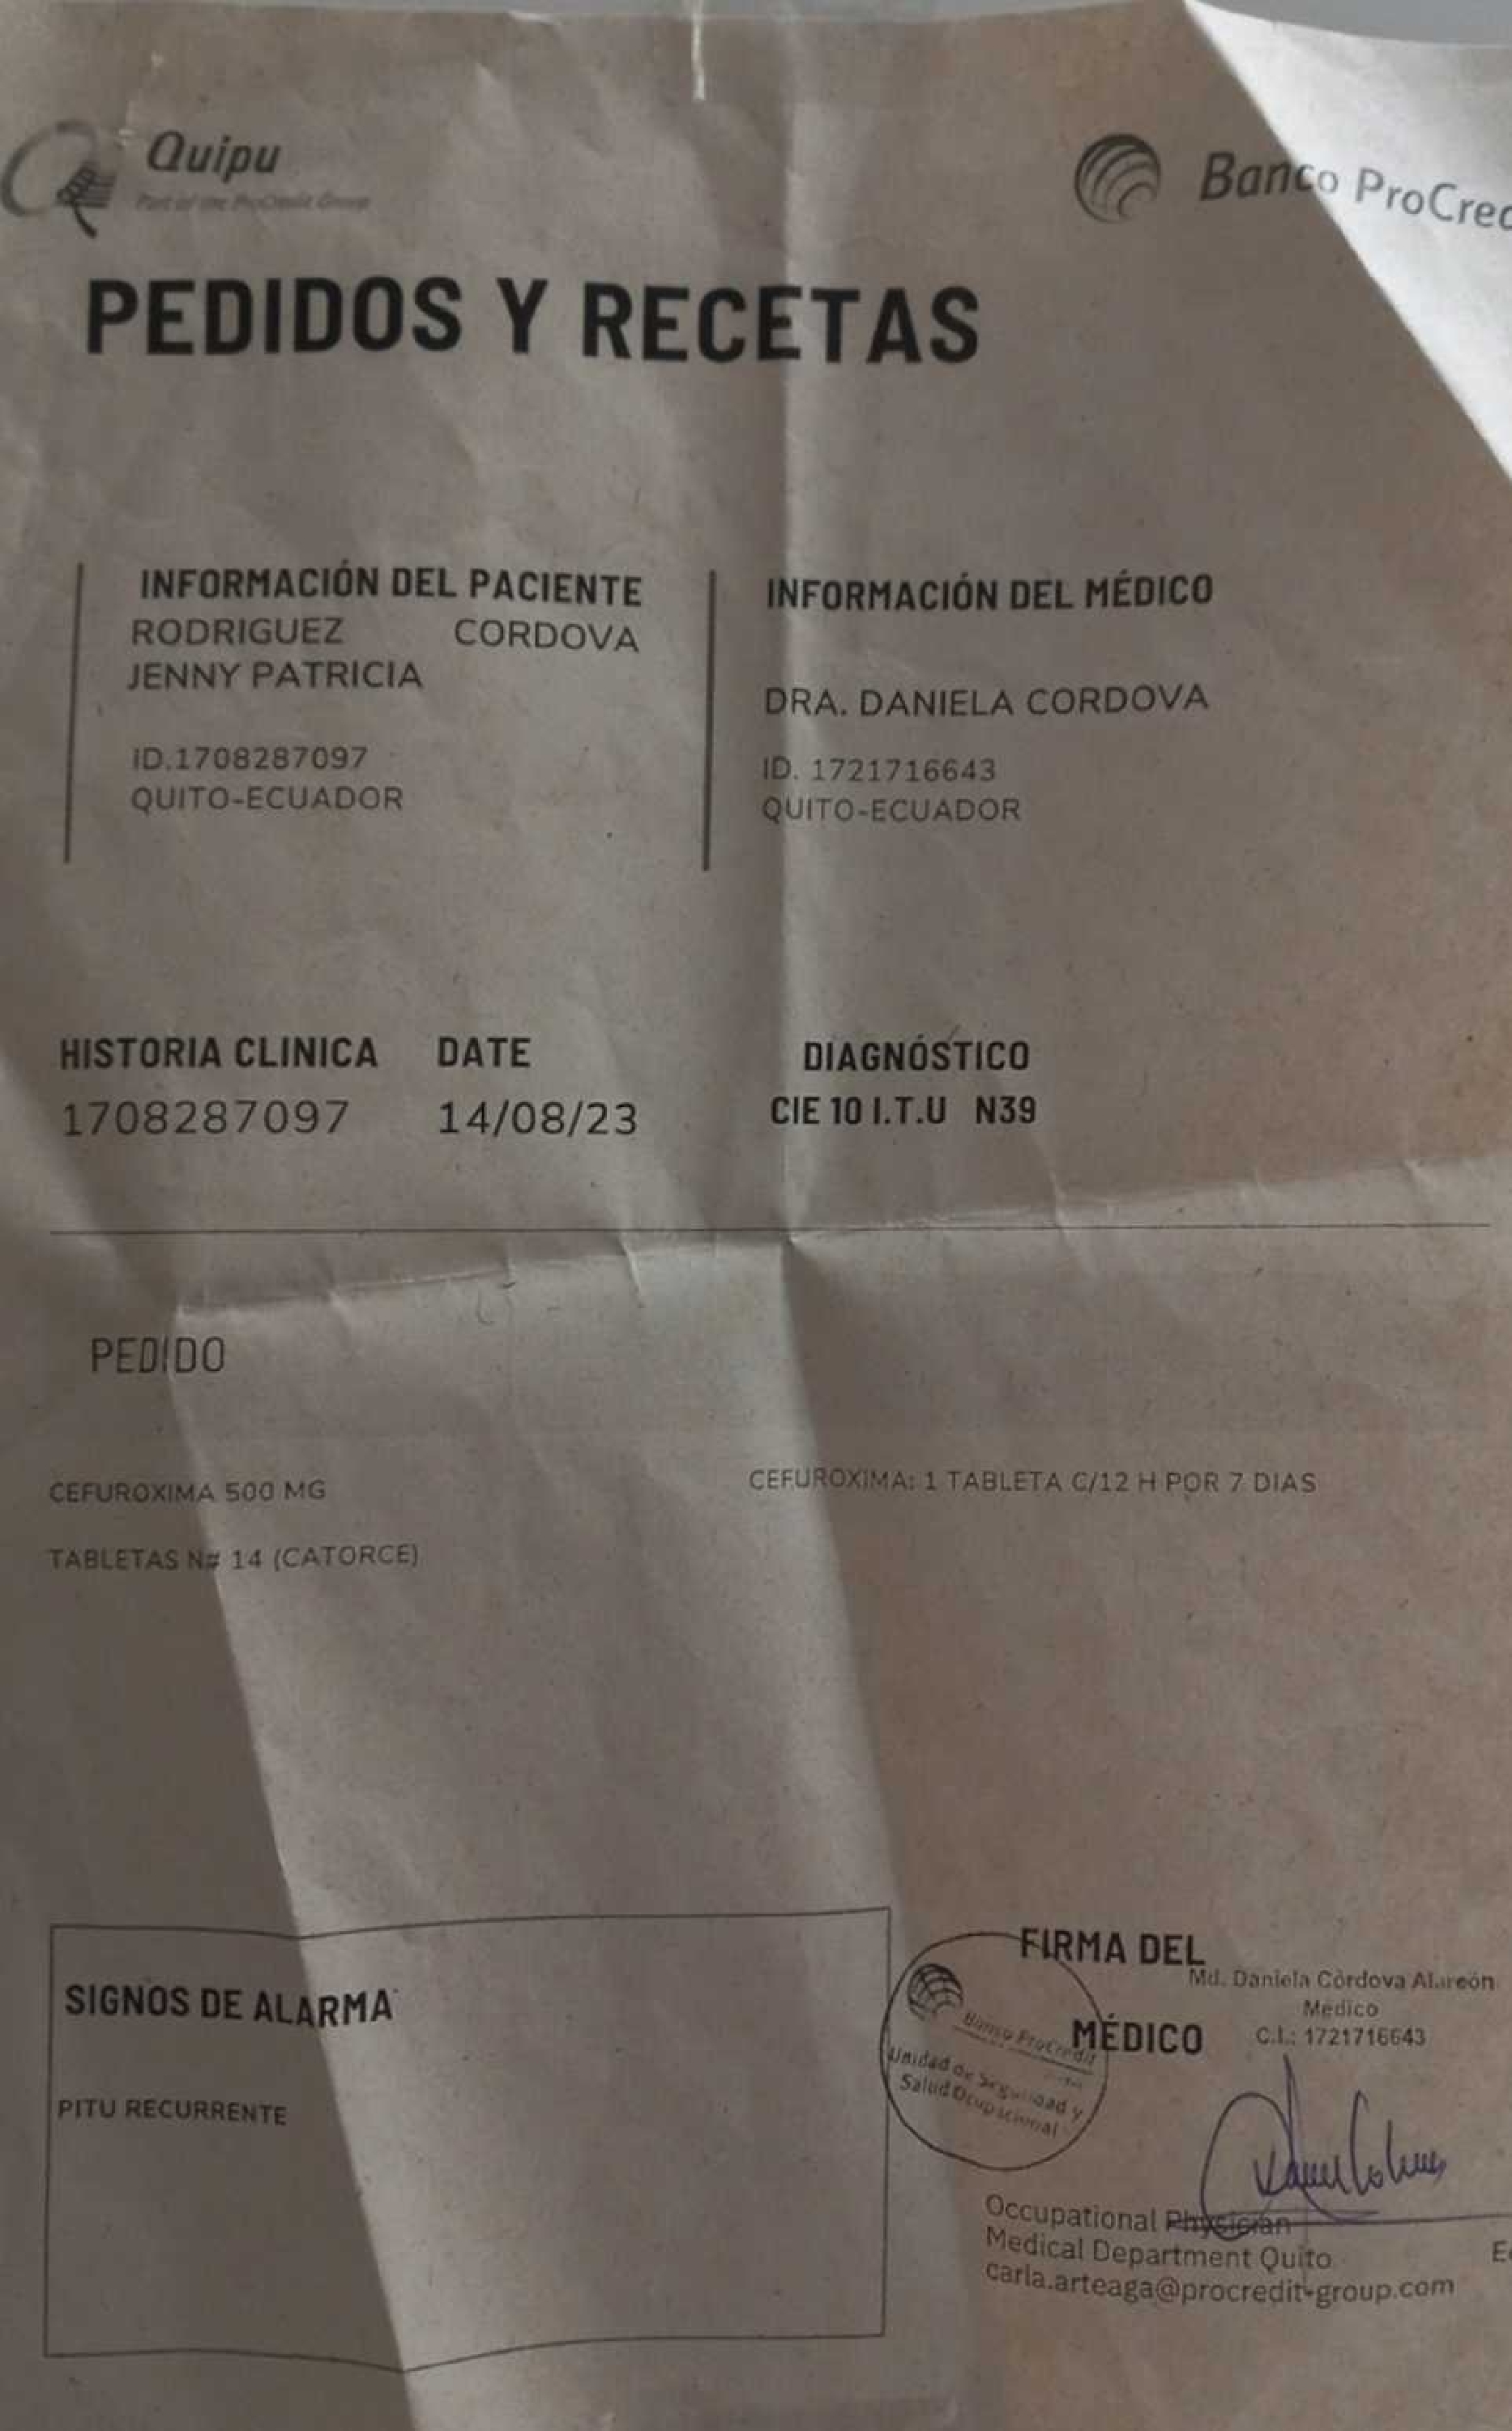 Quipu
Part of the ProCredit Group
Banco ProCred
PEDIDOS Y RECETAS
INFORMACIÓN DEL PACIENTE
RODRIGUEZ CORDOVA
JENNY PATRICIA
ID.1708287097
QUITO-ECUADOR
INFORMACIÓN DEL MÉDICO
DRA. DANIELA CORDOVA
ID. 1721716643
QUITO-ECUADOR
HISTORIA CLINICA DATE DIAGNÓSTICO
1708287097 14/08/23 CIE 10 I.T.U N39
PEDIDO
CEFUROXIMA 500 MG
TABLETAS N# 14 (CATORCE)
CEFUROXIMA: 1 TABLETA C/12 H POR 7 DIAS
SIGNOS DE ALARMA
PITU RECURRENTE
FIRMA DEL
MÉDICO
Md. Daniela Córdova Alarcón
Médico
C.I.: 1721716643
Banco ProCredit
Unidad de Seguridad y
Salud Ocupacional
Occupational Physician
Medical Department Quito
carla.arteaga@procredit-group.com